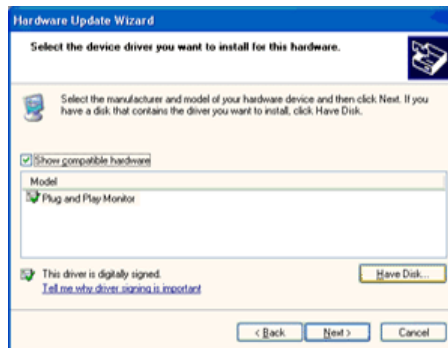 Hardware Update Wizard
Select the device driver you want to install for this hardware.
Select the manufacturer and model of your hardware device and then click Next. If you
have a disk that contains the driver you want to install, click Have Disk.
Show compatible hardware
Model
Plug and Play Monitor
This driver is digitally signed.
Have Disk...
Tell me why driver signing is important
< Back
Next >
Cancel